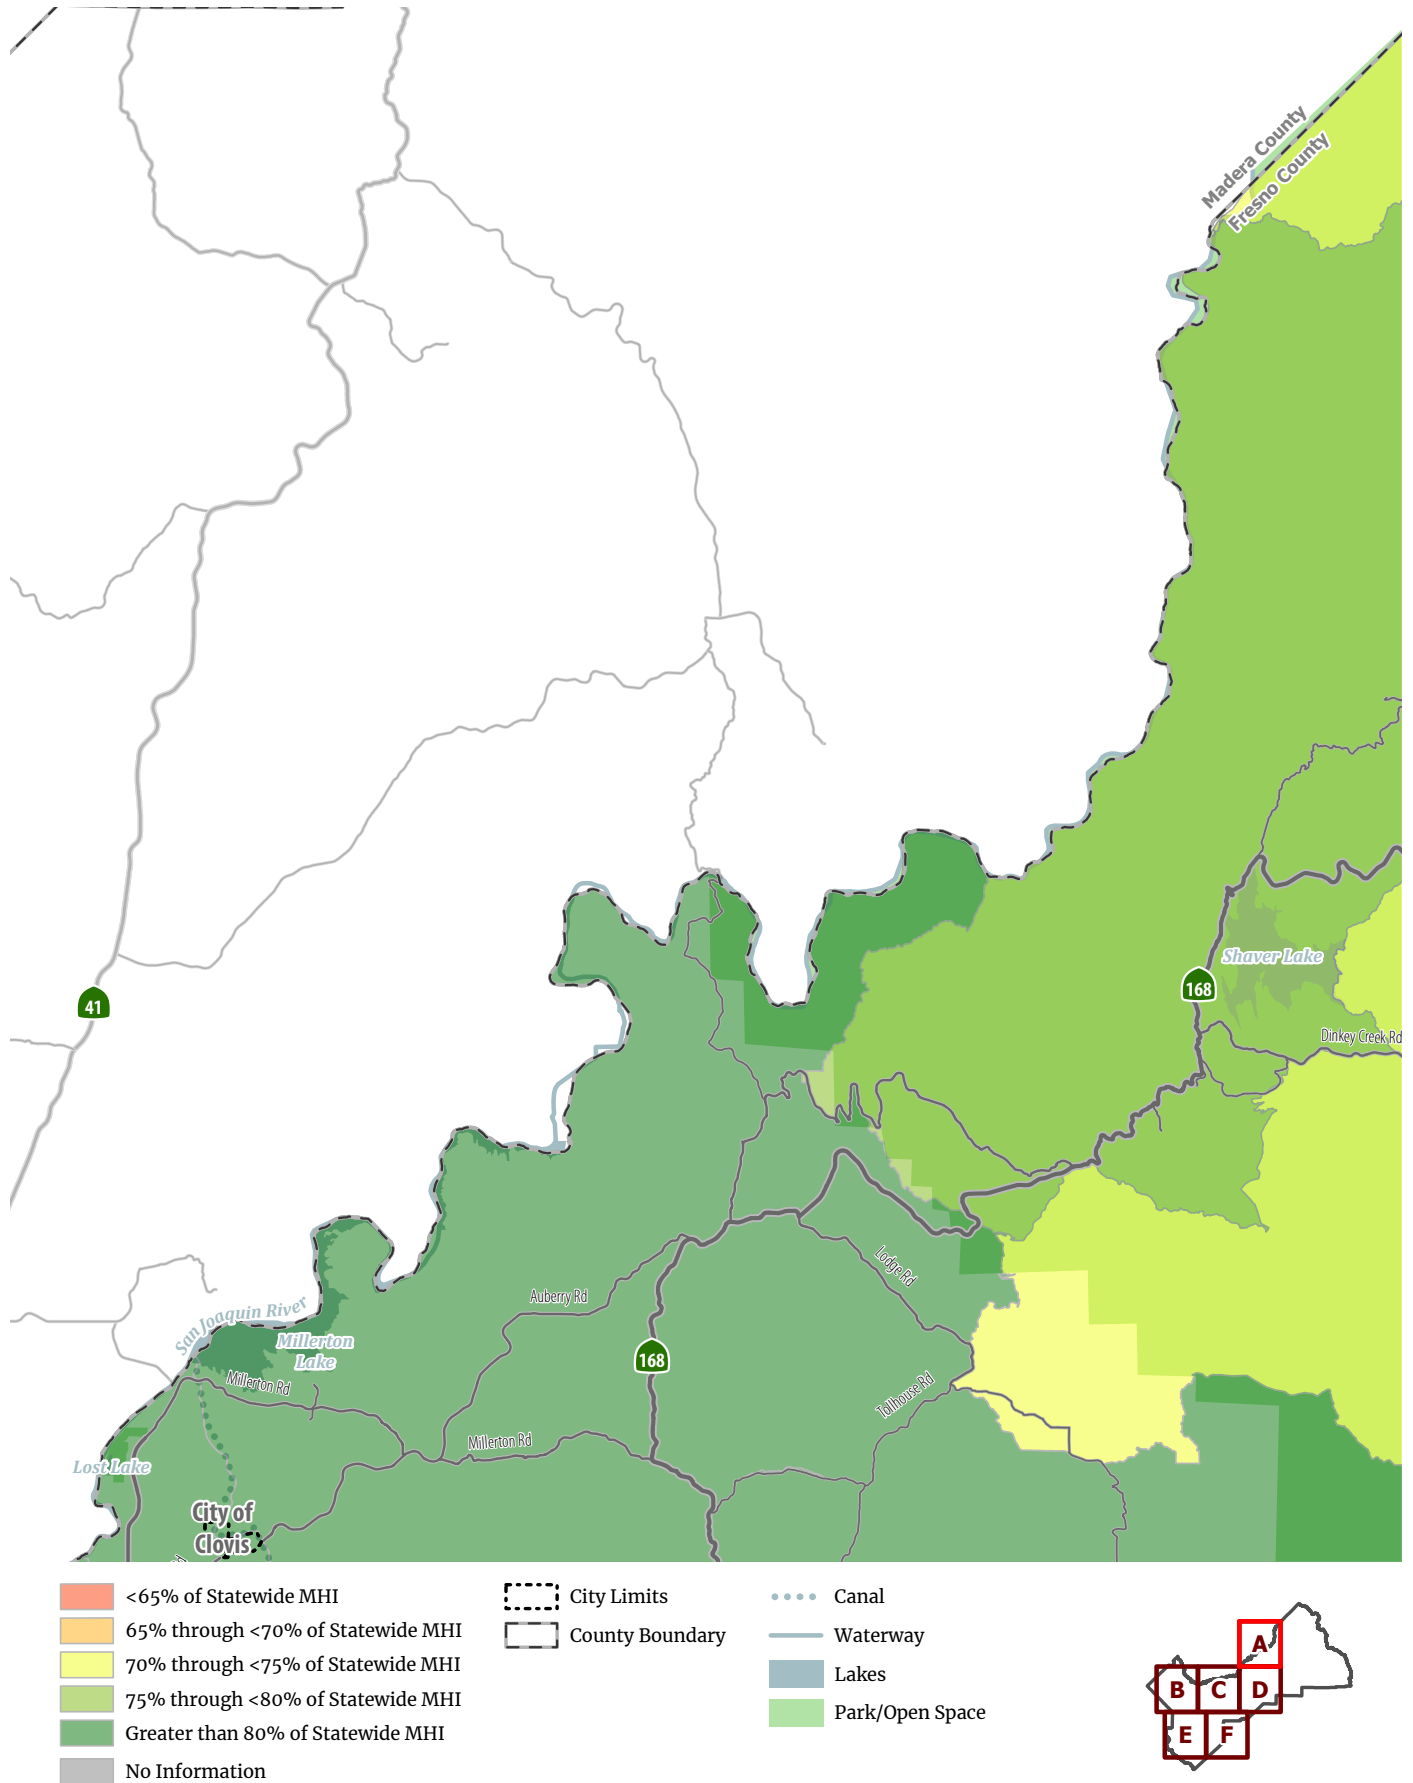 Madera County
Fresno County
Shaver Lake
168
Dinkey Creek Rd
41
Lodge Rd
Auberry Rd
San Joaquin River
Millerton
Lake
168
Millerton Rd
Tollhouse Rd
Millerton Rd
Lost Lake
City of
Clovis
<65% of Statewide MHI
65% through <70% of Statewide MHI
70% through <75% of Statewide MHI
75% through <80% of Statewide MHI
Greater than 80% of Statewide MHI
No Information
City Limits
County Boundary
Canal
Waterway
Lakes
Park/Open Space
A
B
C
D
E
F